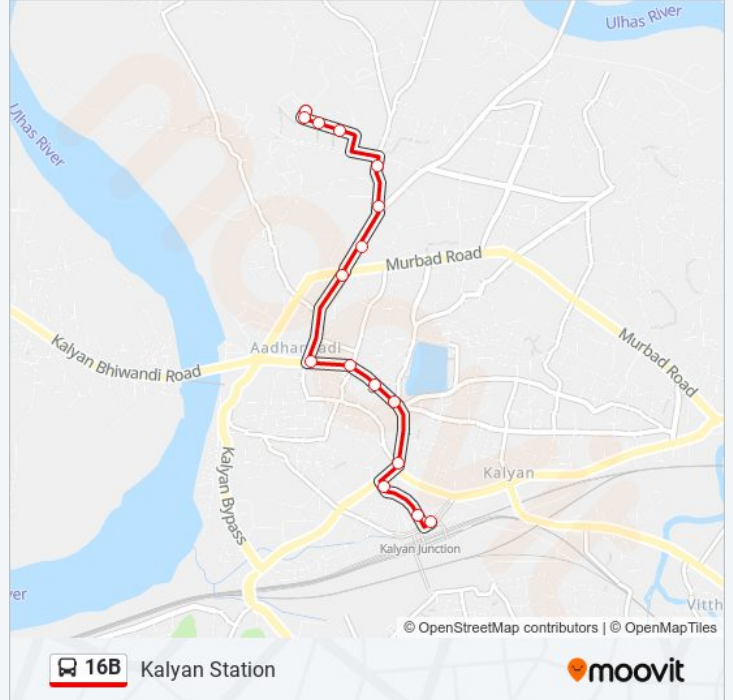 Ulhas River
Ulhas River
Murbad Road
Aadharwadi
Kalyan Bhiwandi Road
Murbad Road
Kalyan
Kalyan Bypass
Kalyan Junction
er
Vitth
© OpenStreetMap contributors | © OpenMapTiles
16B Kalyan Station
moovit